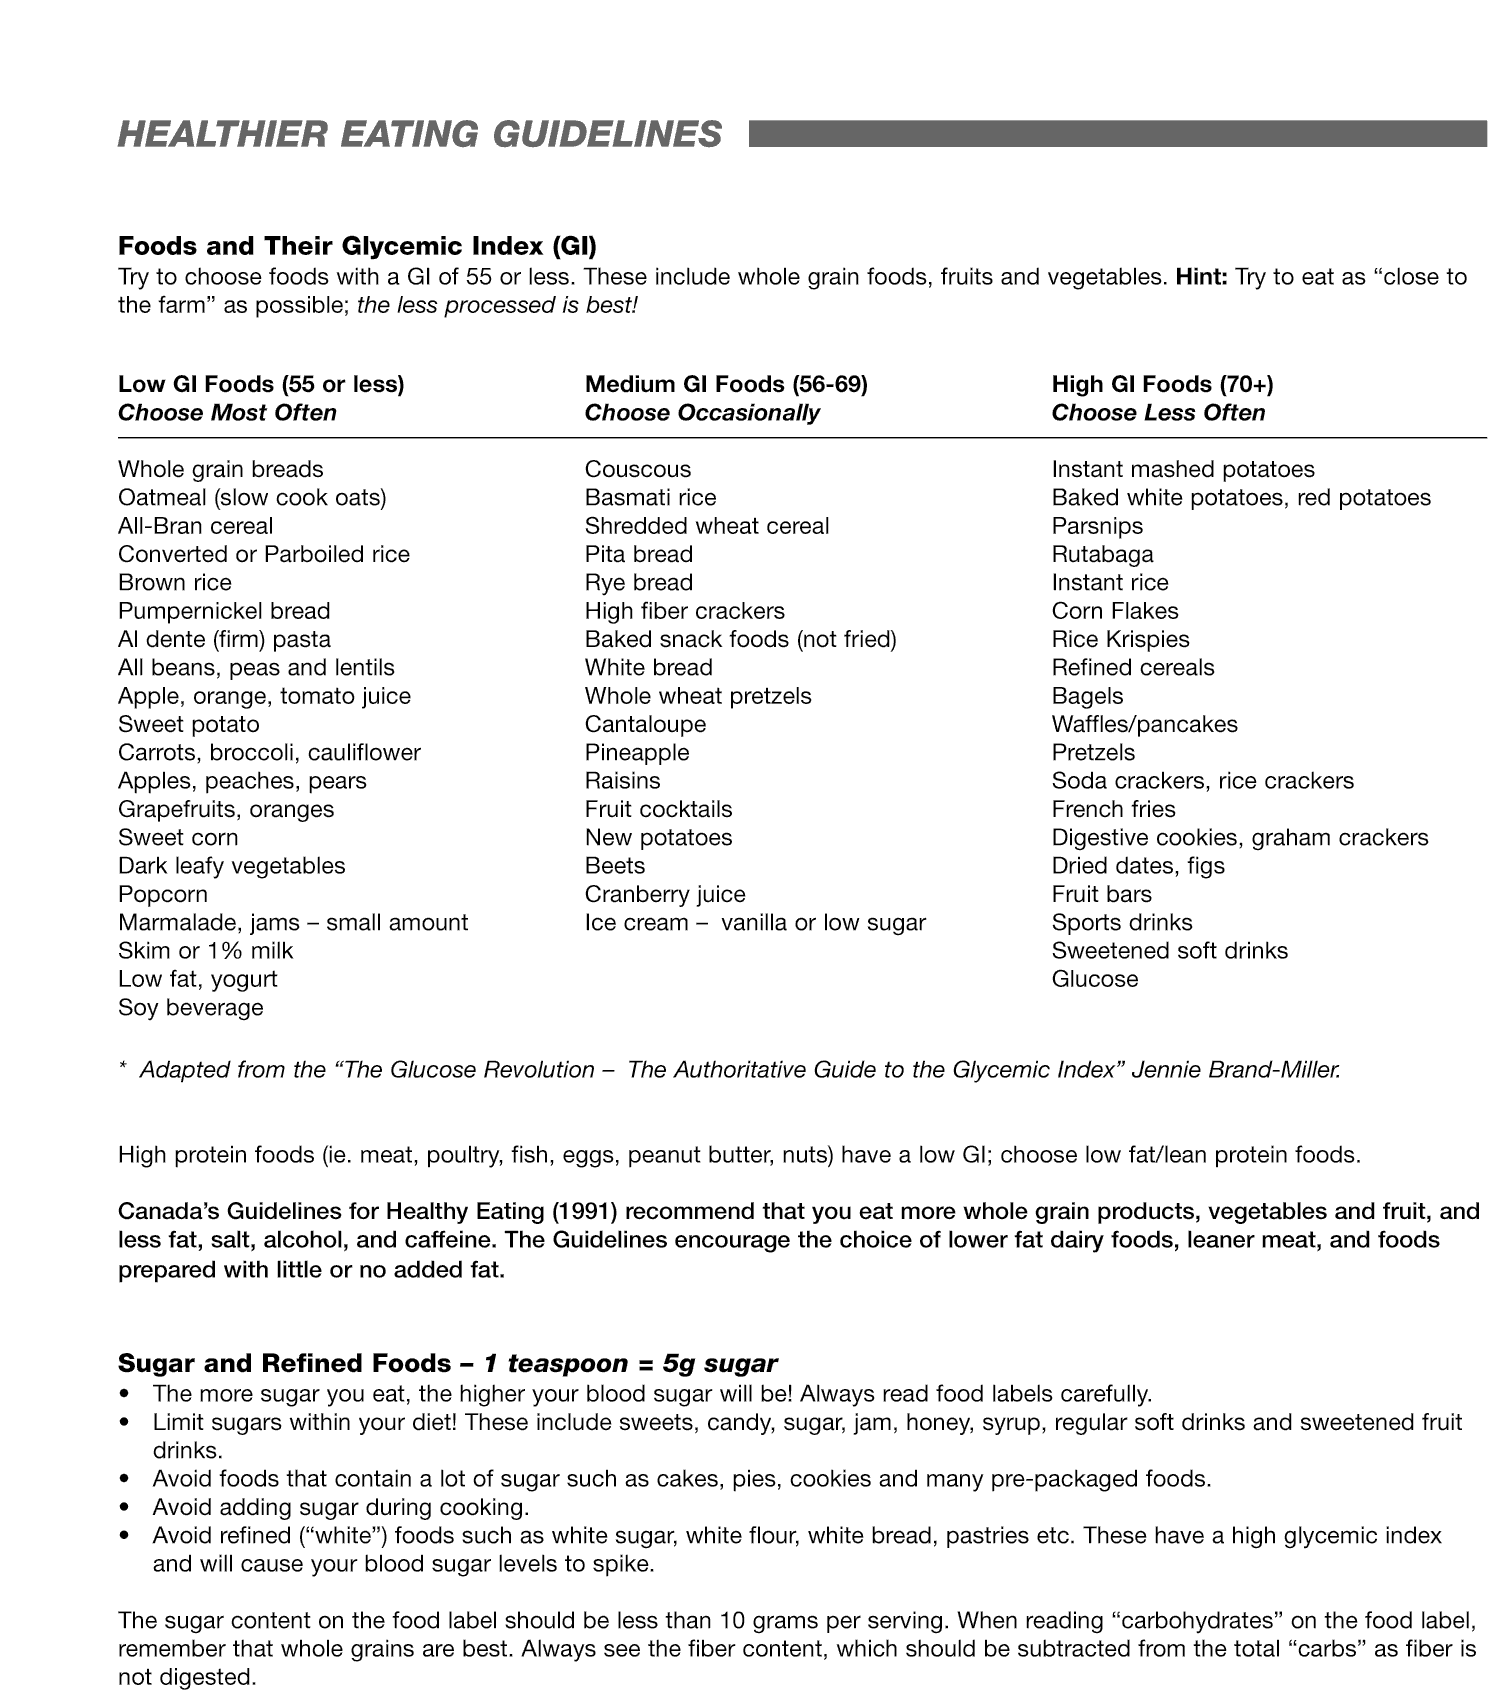 HEALTHIER EATING GUIDELINES
Foods and Their Glycemic Index (GI)
Try to choose foods with a GI of 55 or less. These include whole grain foods, fruits and vegetables. Hint: Try to eat as “close to
the farm” as possible; the less processed is best!
Low GI Foods (55 or less)
Choose Most Often
Whole grain breads
Oatmeal (slow cook oats)
All-Bran cereal
Converted or Parboiled rice
Brown rice
Pumpernickel bread
Al dente (firm) pasta
All beans, peas and lentils
Apple, orange, tomato juice
Sweet potato
Carrots, broccoli, cauliflower
Apples, peaches, pears
Grapefruits, oranges
Sweet corn
Dark leafy vegetables
Popcorn
Marmalade, jams – small amount
Skim or 1% milk
Low fat, yogurt
Soy beverage
Medium GI Foods (56-69)
Choose Occasionally
Couscous
Basmati rice
Shredded wheat cereal
Pita bread
Rye bread
High fiber crackers
Baked snack foods (not fried)
White bread
Whole wheat pretzels
Cantaloupe
Pineapple
Raisins
Fruit cocktails
New potatoes
Beets
Cranberry juice
Ice cream – vanilla or low sugar
High GI Foods (70+)
Choose Less Often
Instant mashed potatoes
Baked white potatoes, red potatoes
Parsnips
Rutabaga
Instant rice
Corn Flakes
Rice Krispies
Refined cereals
Bagels
Waffles/pancakes
Pretzels
Soda crackers, rice crackers
French fries
Digestive cookies, graham crackers
Dried dates, figs
Fruit bars
Sports drinks
Sweetened soft drinks
Glucose
* Adapted from the “The Glucose Revolution – The Authoritative Guide to the Glycemic Index” Jennie Brand-Miller.
High protein foods (ie. meat, poultry, fish, eggs, peanut butter, nuts) have a low GI; choose low fat/lean protein foods.
Canada’s Guidelines for Healthy Eating (1991) recommend that you eat more whole grain products, vegetables and fruit, and
less fat, salt, alcohol, and caffeine. The Guidelines encourage the choice of lower fat dairy foods, leaner meat, and foods
prepared with little or no added fat.
Sugar and Refined Foods – 1 teaspoon = 5g sugar
• The more sugar you eat, the higher your blood sugar will be! Always read food labels carefully.
• Limit sugars within your diet! These include sweets, candy, sugar, jam, honey, syrup, regular soft drinks and sweetened fruit
drinks.
• Avoid foods that contain a lot of sugar such as cakes, pies, cookies and many pre-packaged foods.
• Avoid adding sugar during cooking.
• Avoid refined (“white”) foods such as white sugar, white flour, white bread, pastries etc. These have a high glycemic index
and will cause your blood sugar levels to spike.
The sugar content on the food label should be less than 10 grams per serving. When reading “carbohydrates” on the food label,
remember that whole grains are best. Always see the fiber content, which should be subtracted from the total “carbs” as fiber is
not digested.